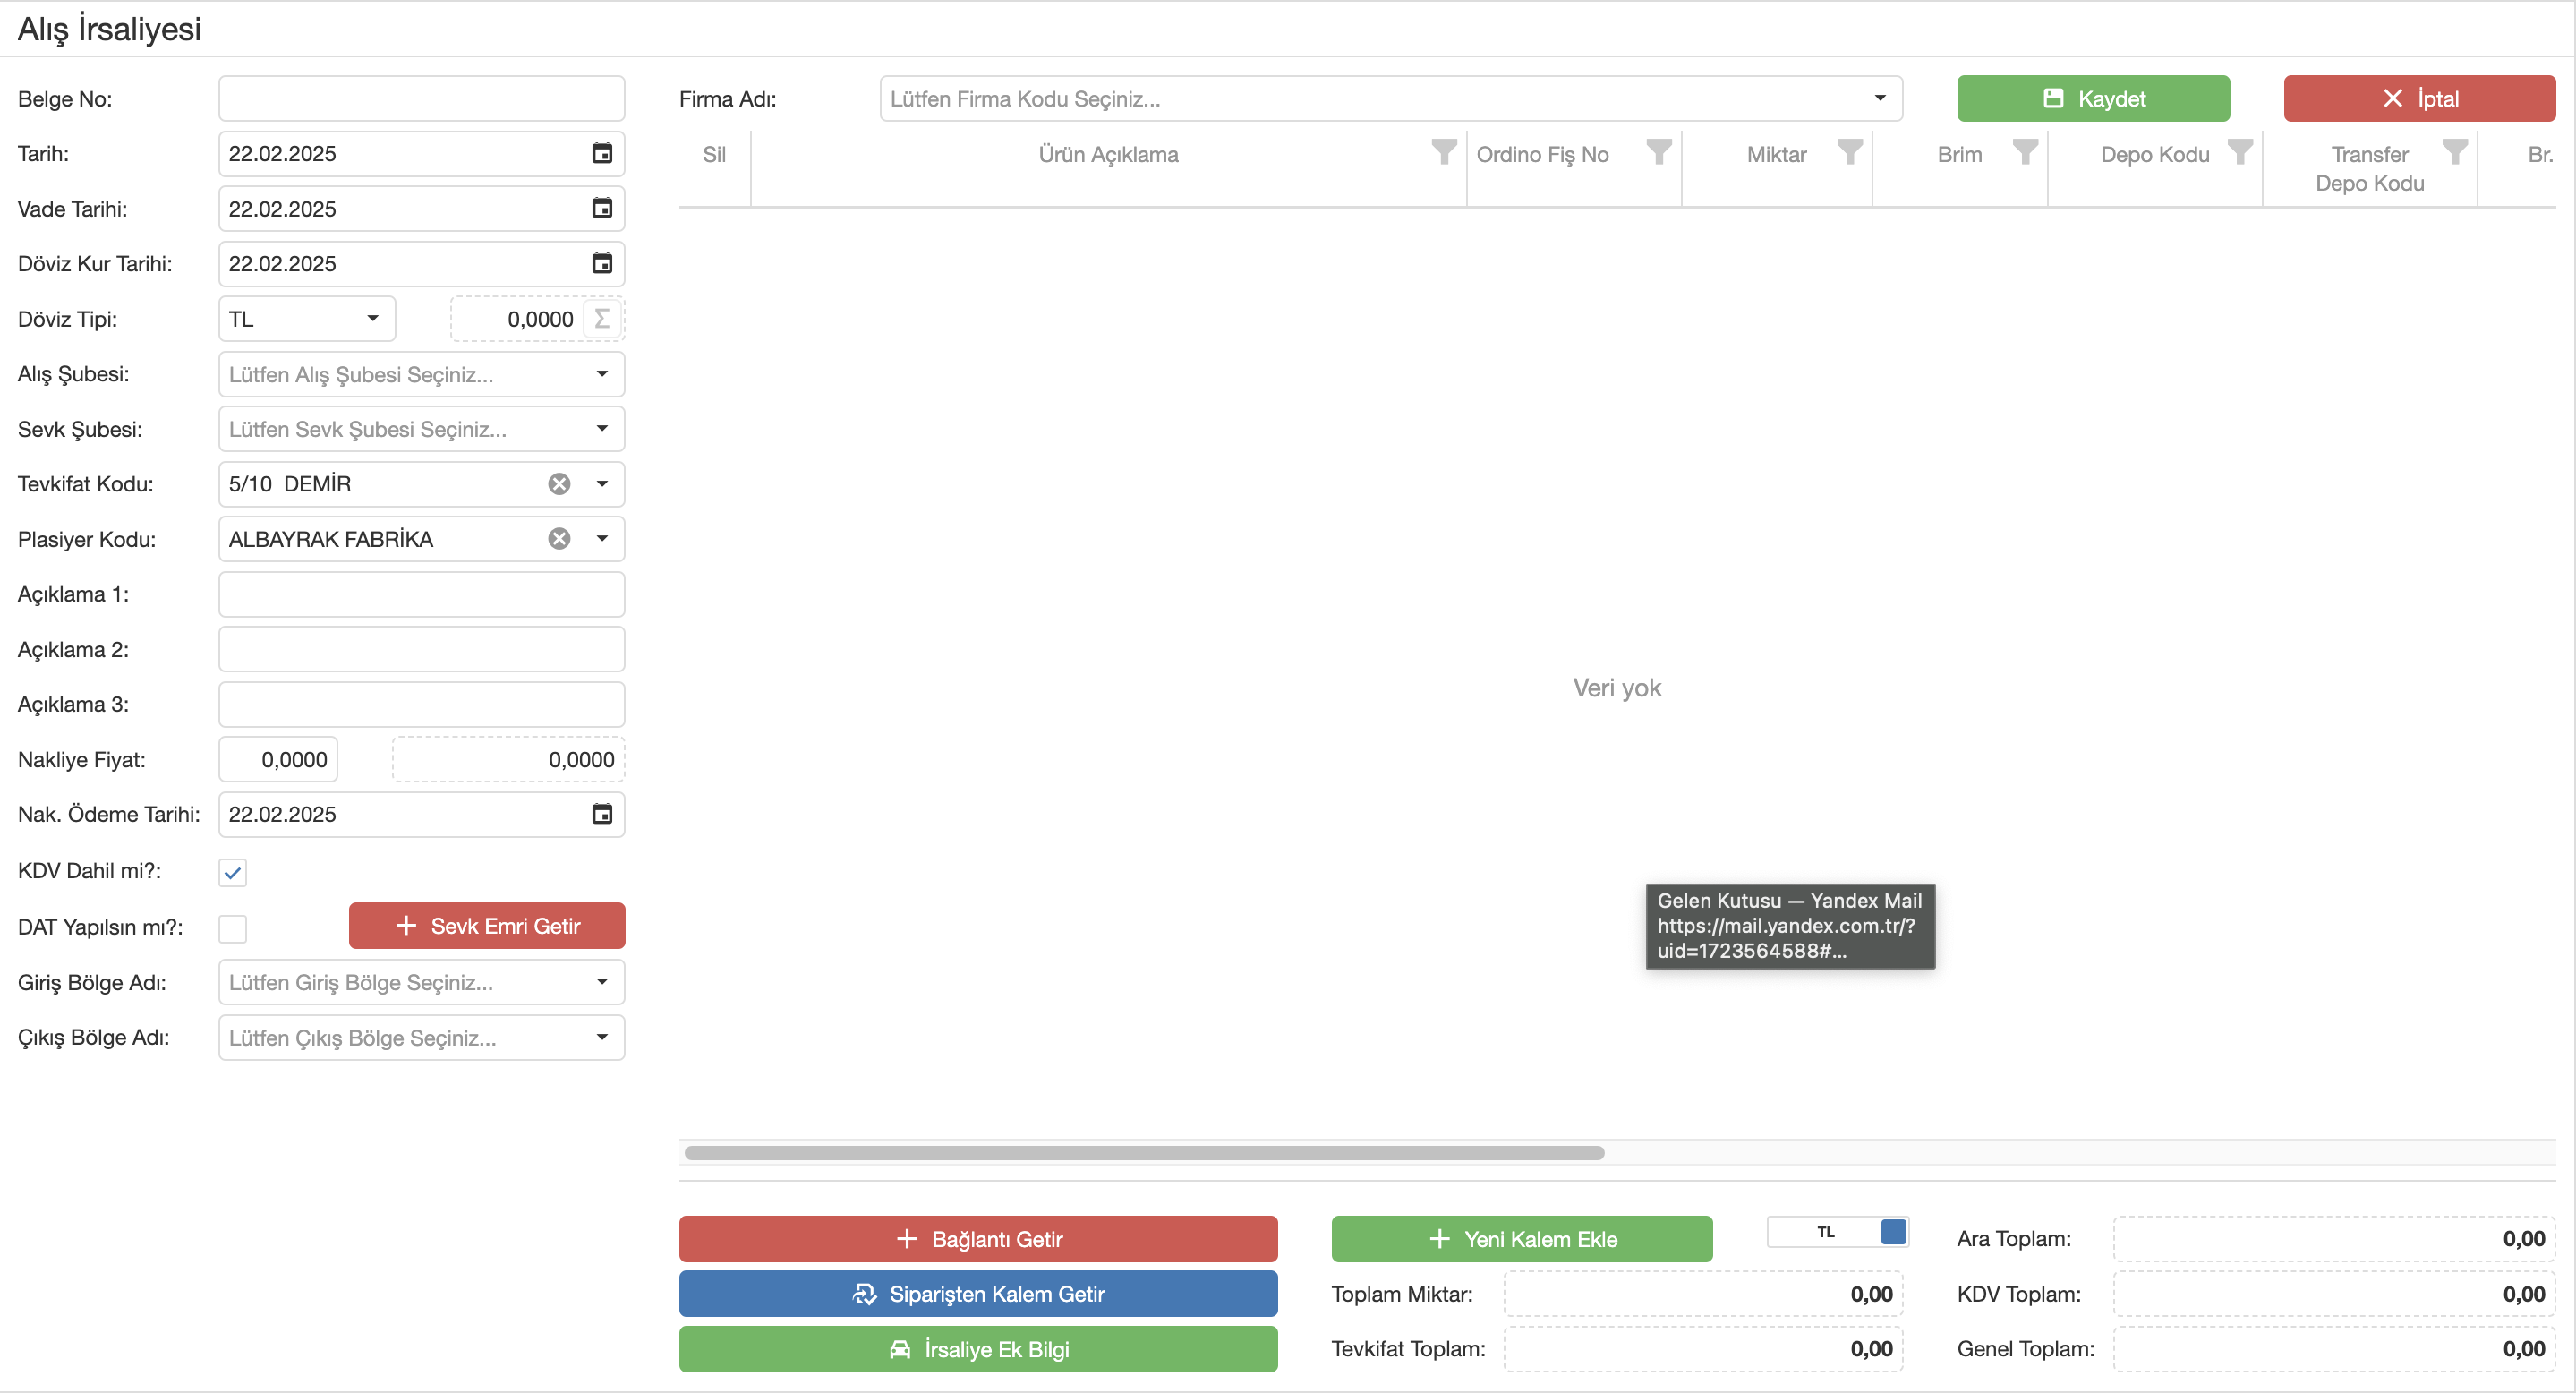 Alış İrsaliyesi
Belge No:
Tarih: 22.02.2025
Vade Tarihi: 22.02.2025
Döviz Kur Tarihi: 22.02.2025
Döviz Tipi: TL 0,0000 Σ
Alış Şubesi: Lütfen Alış Şubesi Seçiniz...
Sevk Şubesi: Lütfen Sevk Şubesi Seçiniz...
Tevkifat Kodu: 5/10 DEMİR
Plasiyer Kodu: ALBAYRAK FABRİKA
Açıklama 1:
Açıklama 2:
Açıklama 3:
Nakliye Fiyat: 0,0000 0,0000
Nak. Ödeme Tarihi: 22.02.2025
KDV Dahil mi?:
DAT Yapılsın mı?: Sevk Emri Getir
Giriş Bölge Adı: Lütfen Giriş Bölge Seçiniz...
Çıkış Bölge Adı: Lütfen Çıkış Bölge Seçiniz...
Firma Adı: Lütfen Firma Kodu Seçiniz... Kaydet İptal
Sil Ürün Açıklama Ordino Fiş No Miktar Brim Depo Kodu Transfer Br.
Depo Kodu
Veri yok
Gelen Kutusu — Yandex Mail
https://mail.yandex.com.tr/?
uid=1723564588#...
Bağlantı Getir Yeni Kalem Ekle TL Ara Toplam: 0,00
Siparişten Kalem Getir Toplam Miktar: 0,00 KDV Toplam: 0,00
İrsaliye Ek Bilgi Tevkifat Toplam: 0,00 Genel Toplam: 0,00